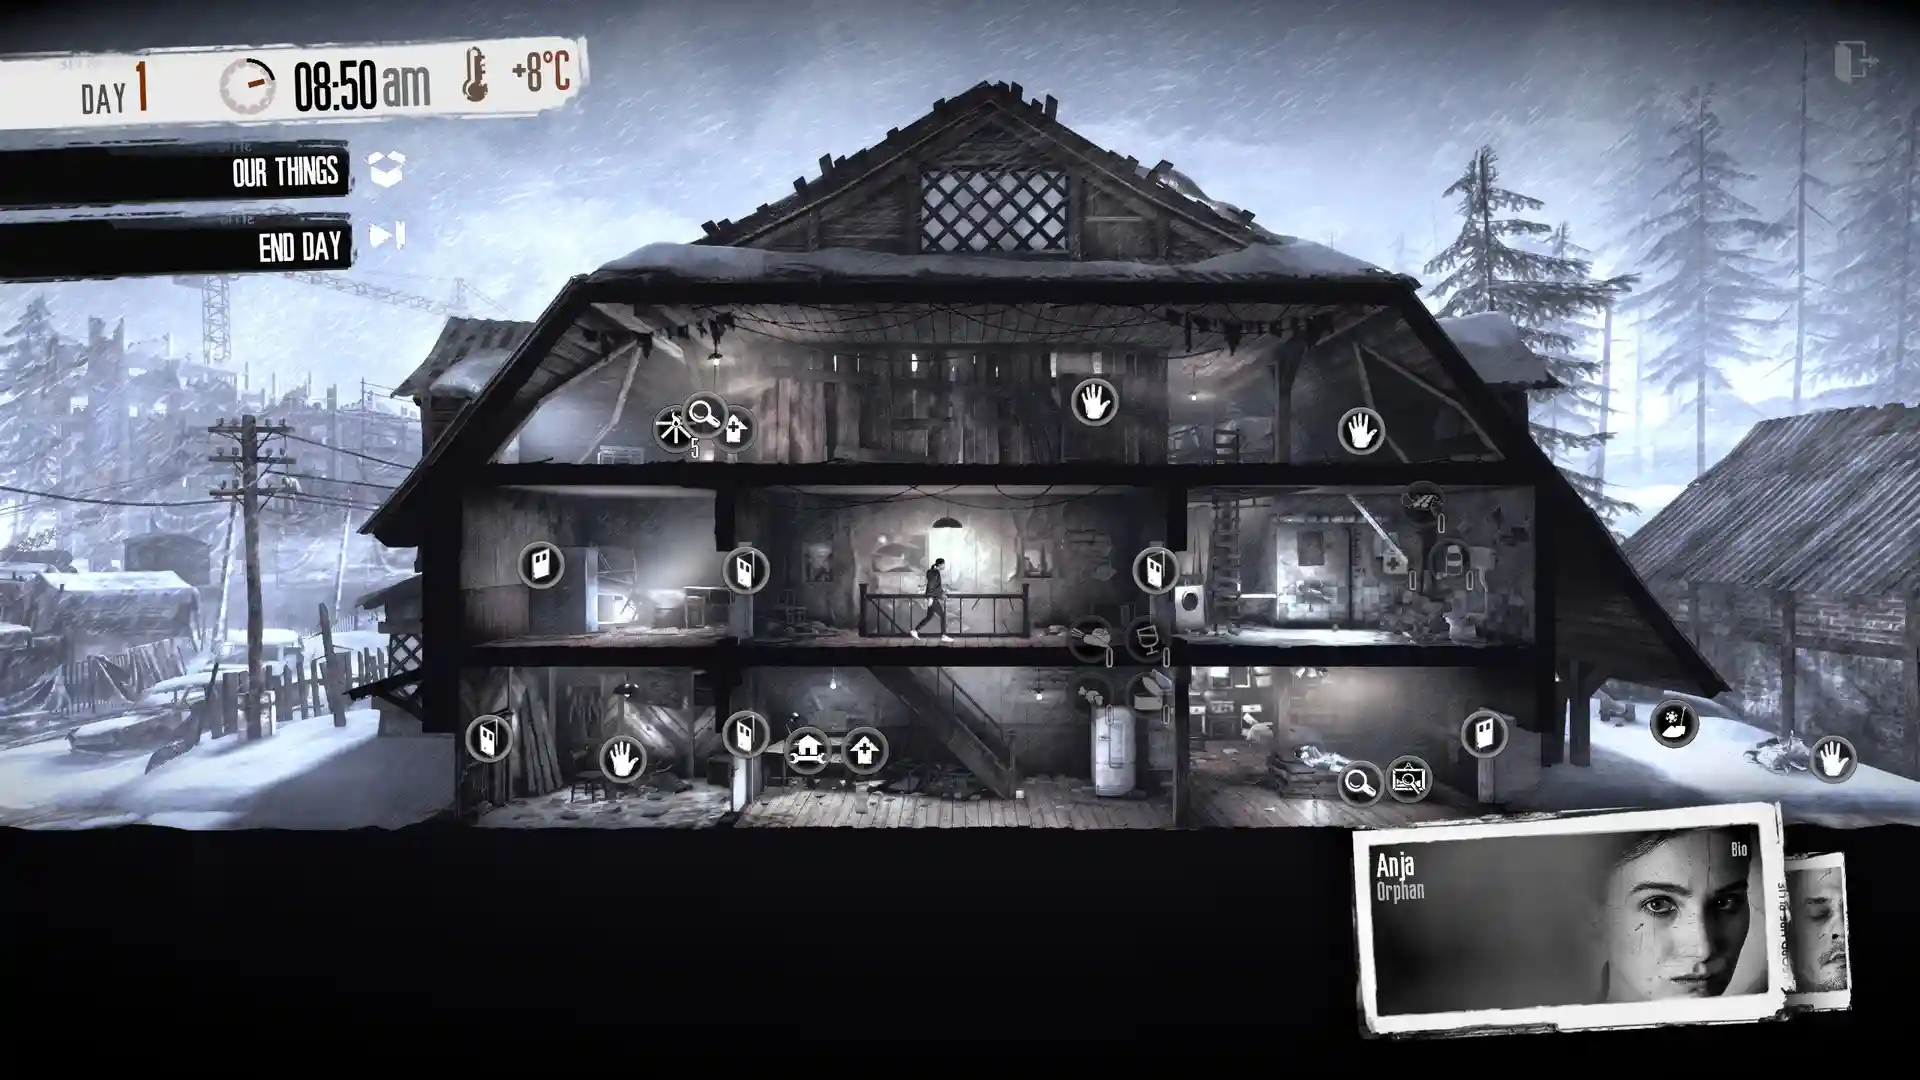 DAY 1
08:50 am
+8°C
OUR THINGS
END DAY
5
Anja
Bio
Orphan